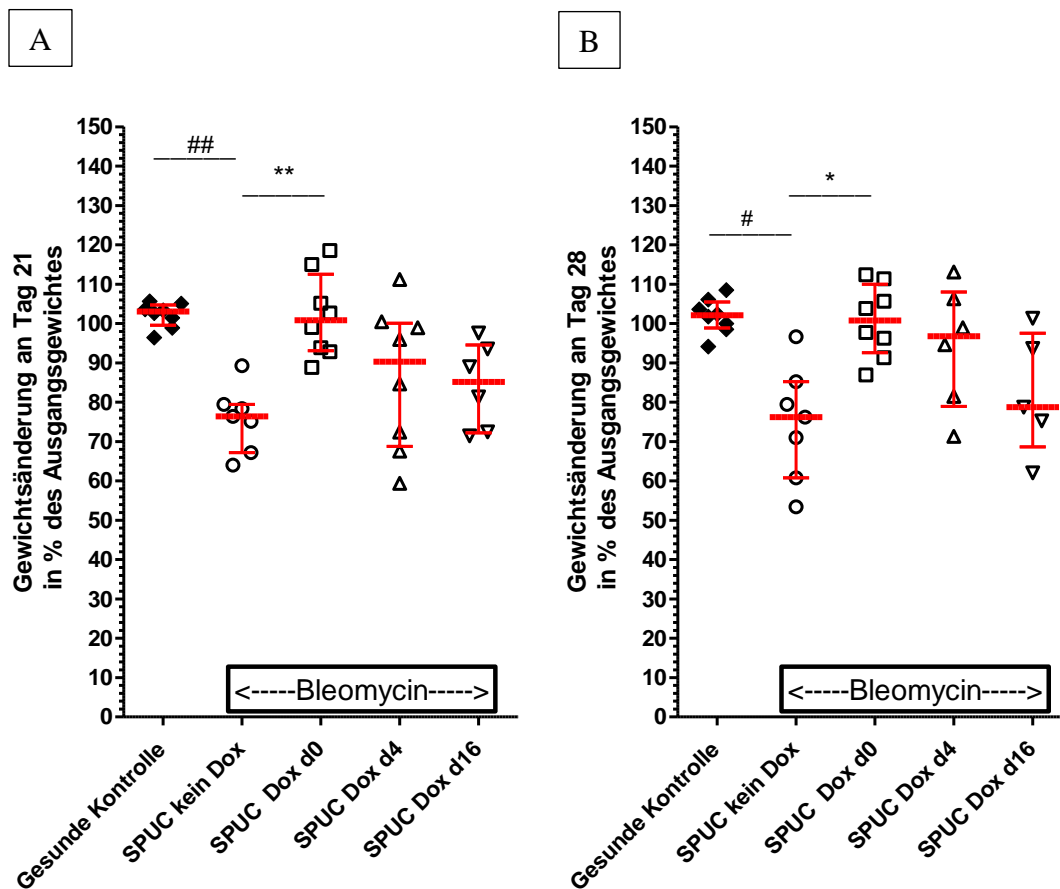 A
B
150
140
130
120
110
100
90
80
70
60
50
40
30
20
10
0
Gewichtsänderung an Tag 21
in % des Ausgangsgewichtes
##
**
<-----Bleomycin----->
Gesunde Kontrolle
SPUC kein Dox
SPUC Dox d0
SPUC Dox d4
SPUC Dox d16
150
140
130
120
110
100
90
80
70
60
50
40
30
20
10
0
Gewichtsänderung an Tag 28
in % des Ausgangsgewichtes
#
*
<-----Bleomycin----->
Gesunde Kontrolle
SPUC kein Dox
SPUC Dox d0
SPUC Dox d4
SPUC Dox d16